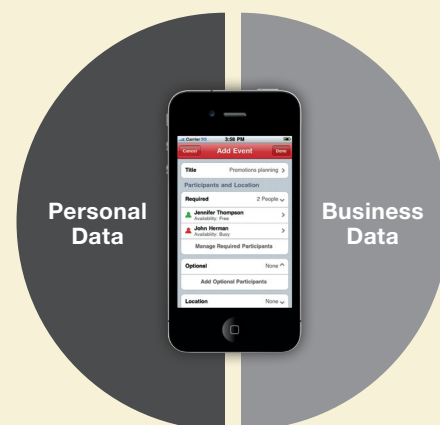 Personal
Data
Business
Data
Carrier 3G 3:58 PM
Cancel Add Event Done
Title Promotions planning
Participants and Location
Required 2 People
Jennifer Thompson
Availability: Free
John Herman
Availability: Busy
Manage Required Participants
Optional None
Add Optional Participants
Location None